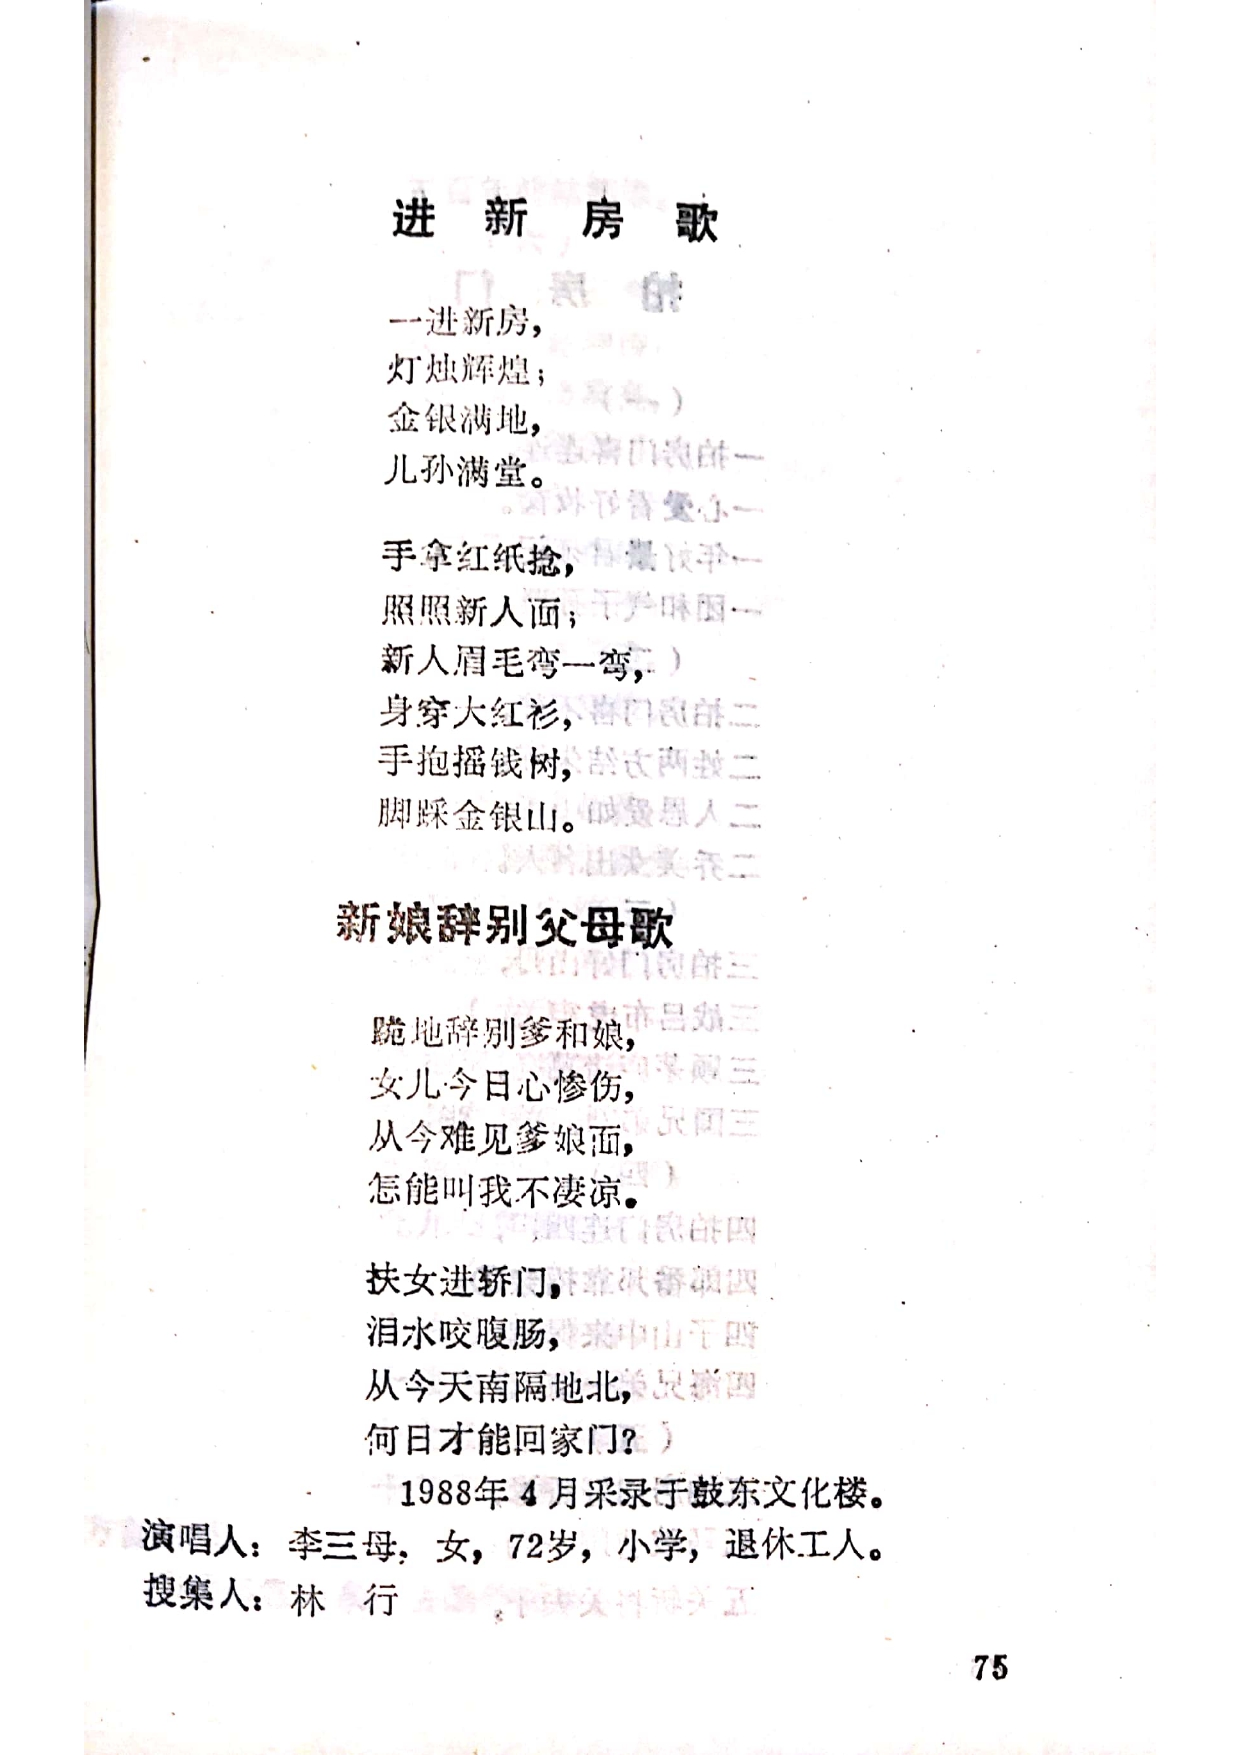 进新房歌
一进新房，
灯烛辉煌；
金银满地，
儿孙满堂。
手拿红纸捻，
照照新人面；
新人眉毛弯一弯，
身穿大红衫，
手抱摇钱树，
脚踩金银山。
新娘辞别父母歌
跪地辞别爹和娘，
女儿今日心惨伤，
从今难见爹娘面，
怎能叫我不凄凉。
扶女进轿门，
泪水咬腹肠，
从今天南隔地北，
何日才能回家门？
1988年4月采录于鼓东文化楼。
演唱人：李三母，女，72岁，小学，退休工人。
搜集人：林 行
75